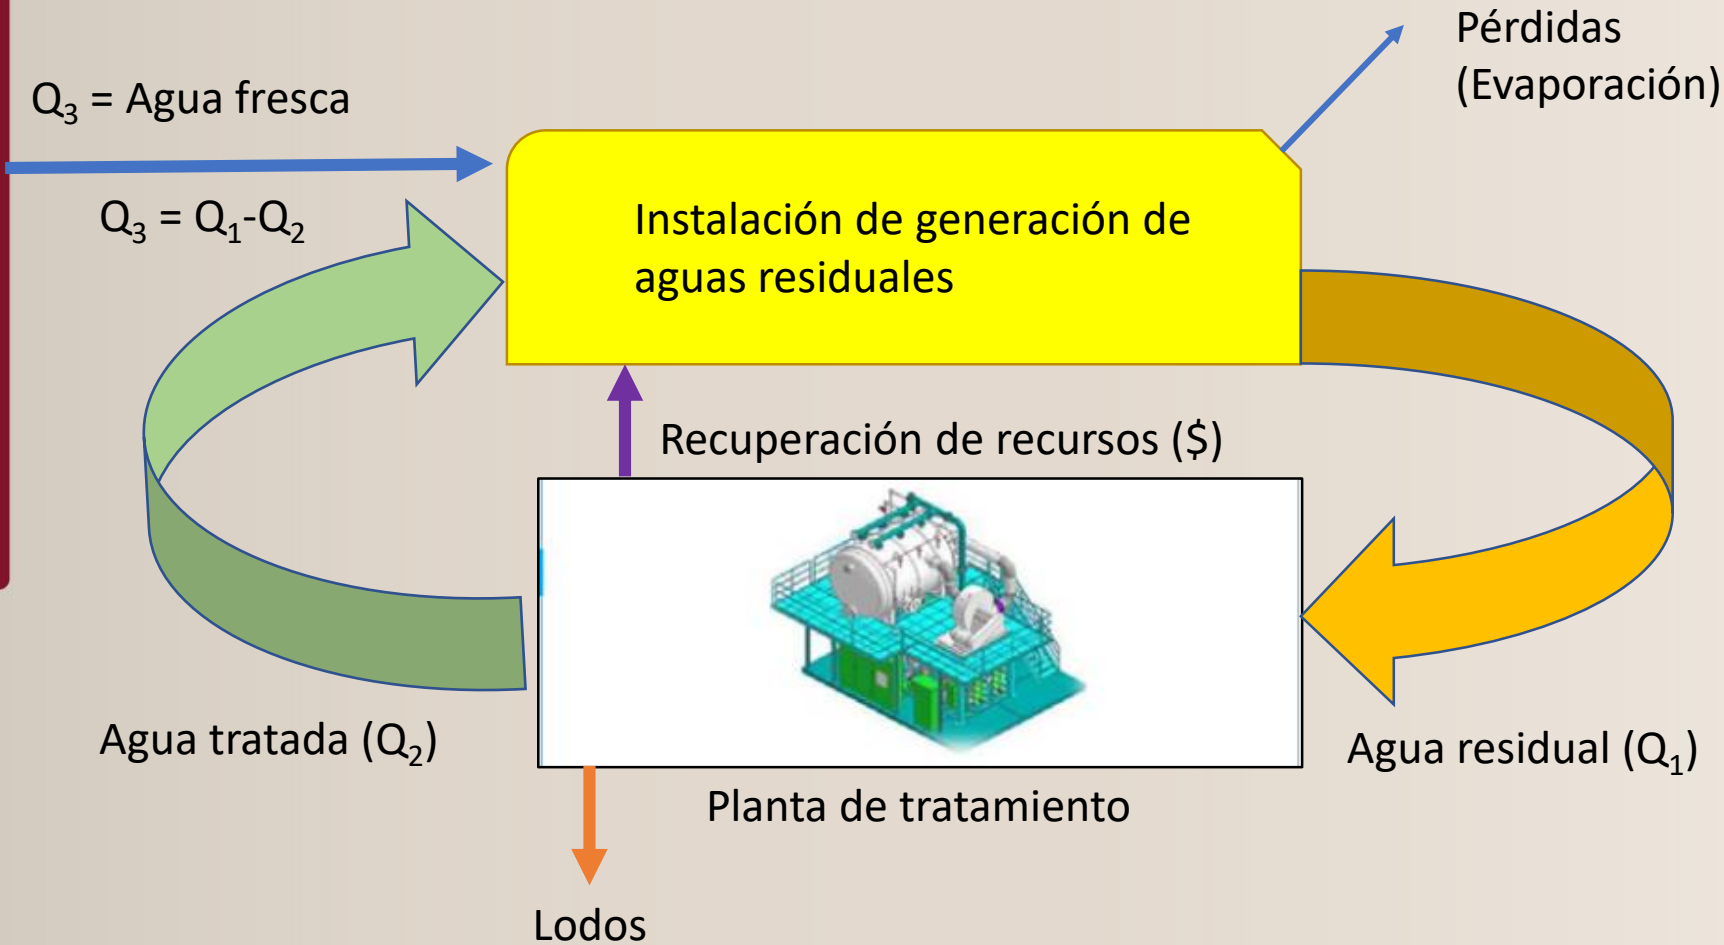 Pérdidas
(Evaporación)
Q₃ = Agua fresca
Q₃ = Q₁-Q₂
Instalación de generación de
aguas residuales
Recuperación de recursos ($)
Agua tratada (Q₂)
Agua residual (Q₁)
Planta de tratamiento
Lodos